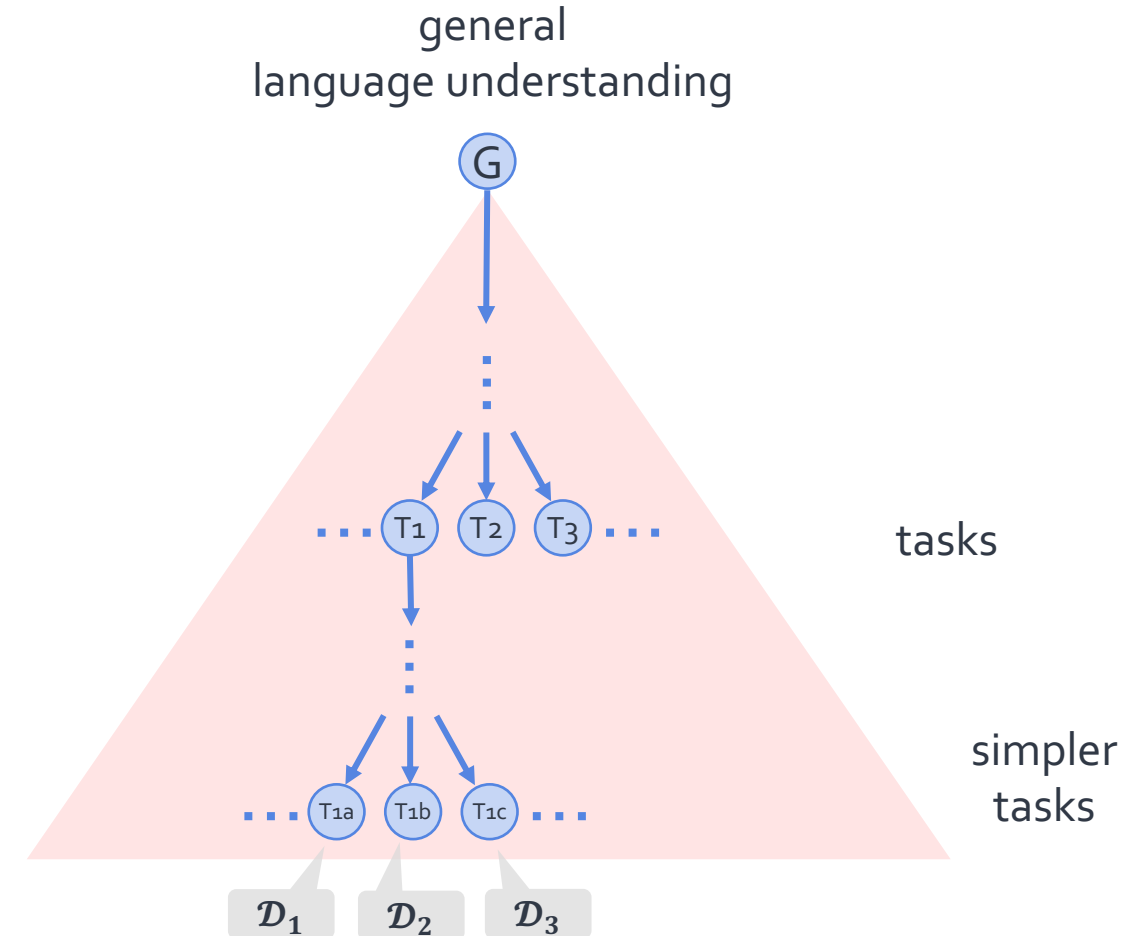 general
language understanding
G
T1 T2 T3
tasks
simpler
tasks
T1a T1b T1c
𝒟₁ 𝒟₂ 𝒟₃